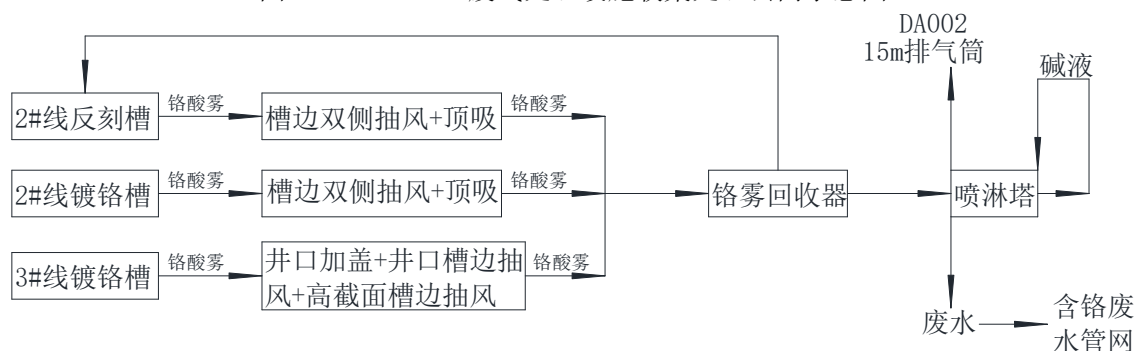 DA002
15m排气筒
碱液
2#线反刻槽
铬酸雾
槽边双侧抽风+顶吸
铬酸雾
2#线镀铬槽
铬酸雾
槽边双侧抽风+顶吸
铬酸雾
铬雾回收器
喷淋塔
3#线镀铬槽
铬酸雾
井口加盖+井口槽边抽
风+高截面槽边抽风
铬酸雾
废水
含铬废
水管网